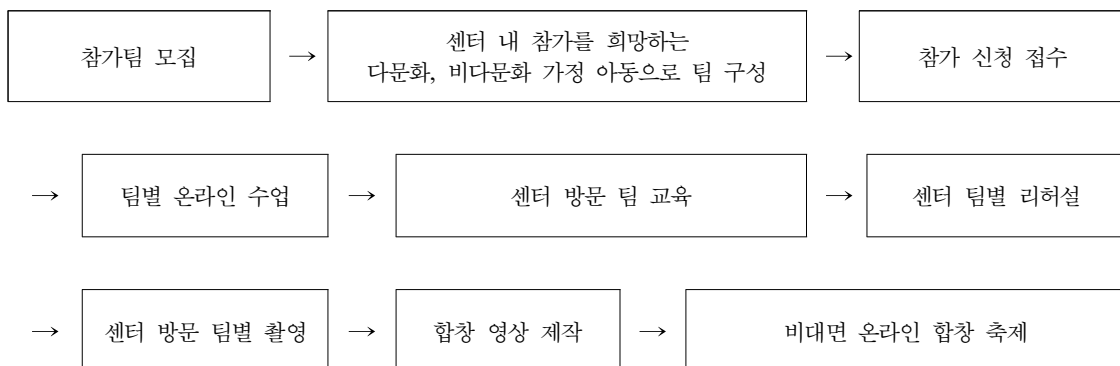 참가팀 모집 → 센터 내 참가를 희망하는
다문화, 비다문화 가정 아동으로 팀 구성 → 참가 신청 접수
→ 팀별 온라인 수업 → 센터 방문 팀 교육 → 센터 팀별 리허설
→ 센터 방문 팀별 촬영 → 합창 영상 제작 → 비대면 온라인 합창 축제